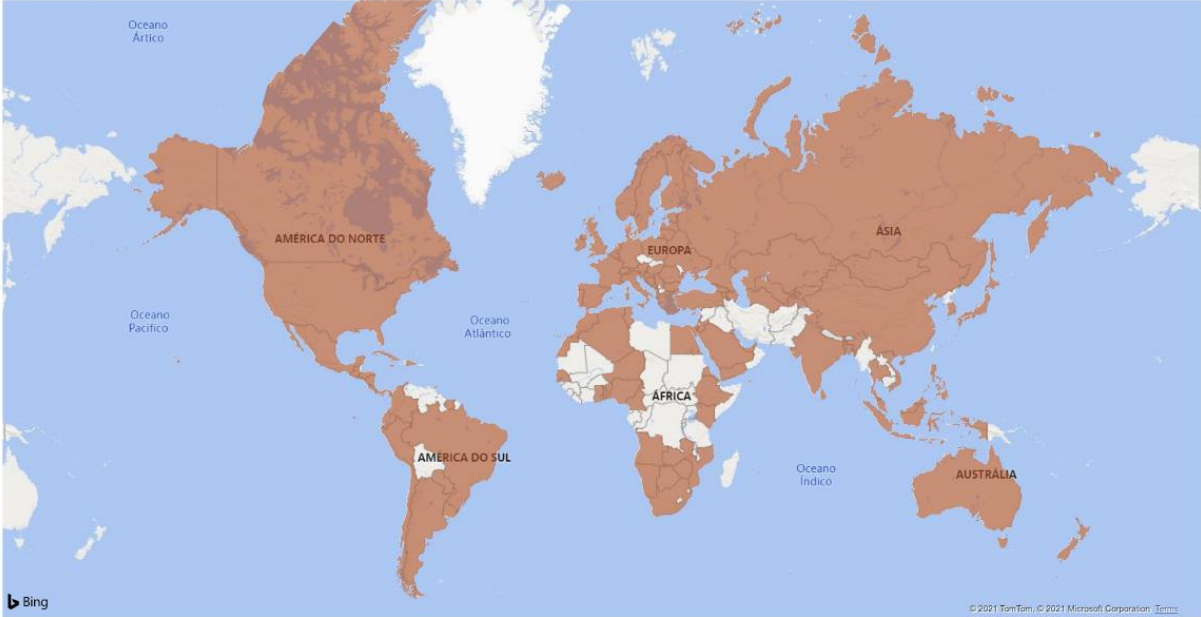 Oceano
Ártico
AMÉRICA DO NORTE
ÁSIA
EUROPA
Oceano
Pacífico
Oceano
Atlântico
ÁFRICA
AMÉRICA DO SUL
Oceano
Índico
AUSTRÁLIA
Bing
© 2021 TomTom, © 2021 Microsoft Corporation Terms